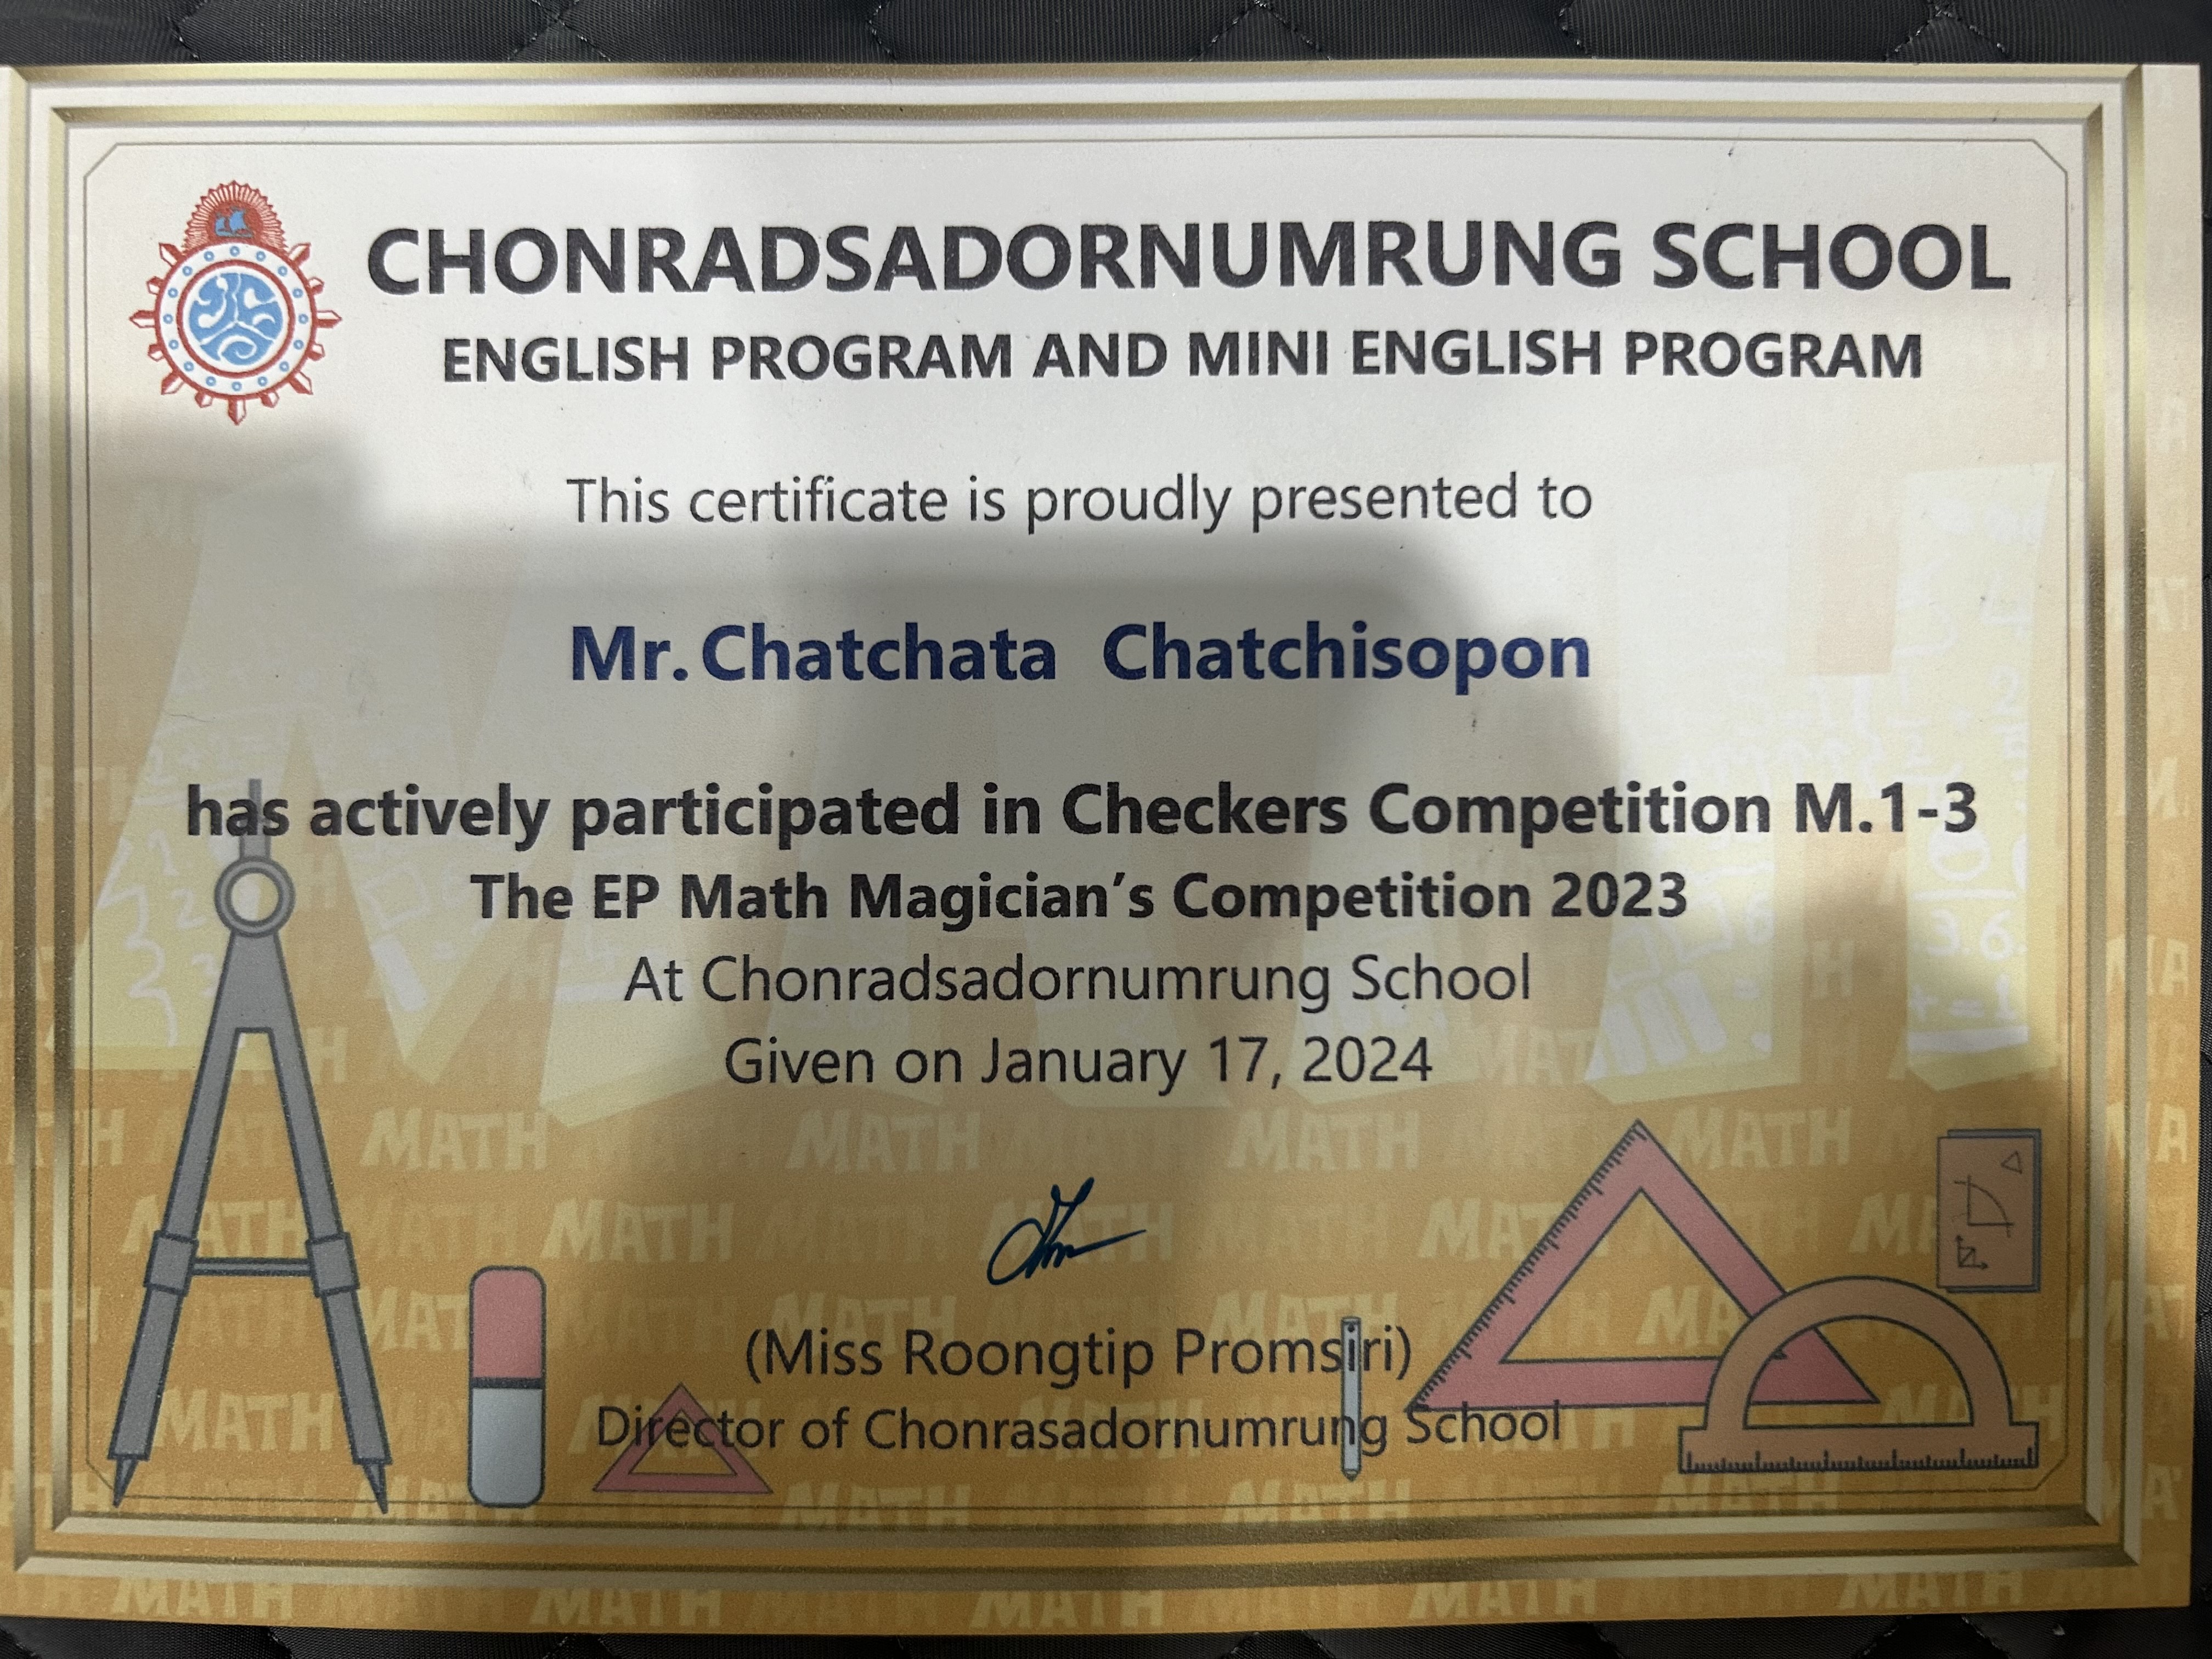 CHONRADSADORNUMRUNG SCHOOL
ENGLISH PROGRAM AND MINI ENGLISH PROGRAM
This certificate is proudly presented to
Mr. Chatchata Chatchisopon
has actively participated in Checkers Competition M.1-3
The EP Math Magician's Competition 2023
At Chonradsadornumrung School
Given on January 17, 2024
(Miss Roongtip Promsiri)
Director of Chonrasadornumrung School